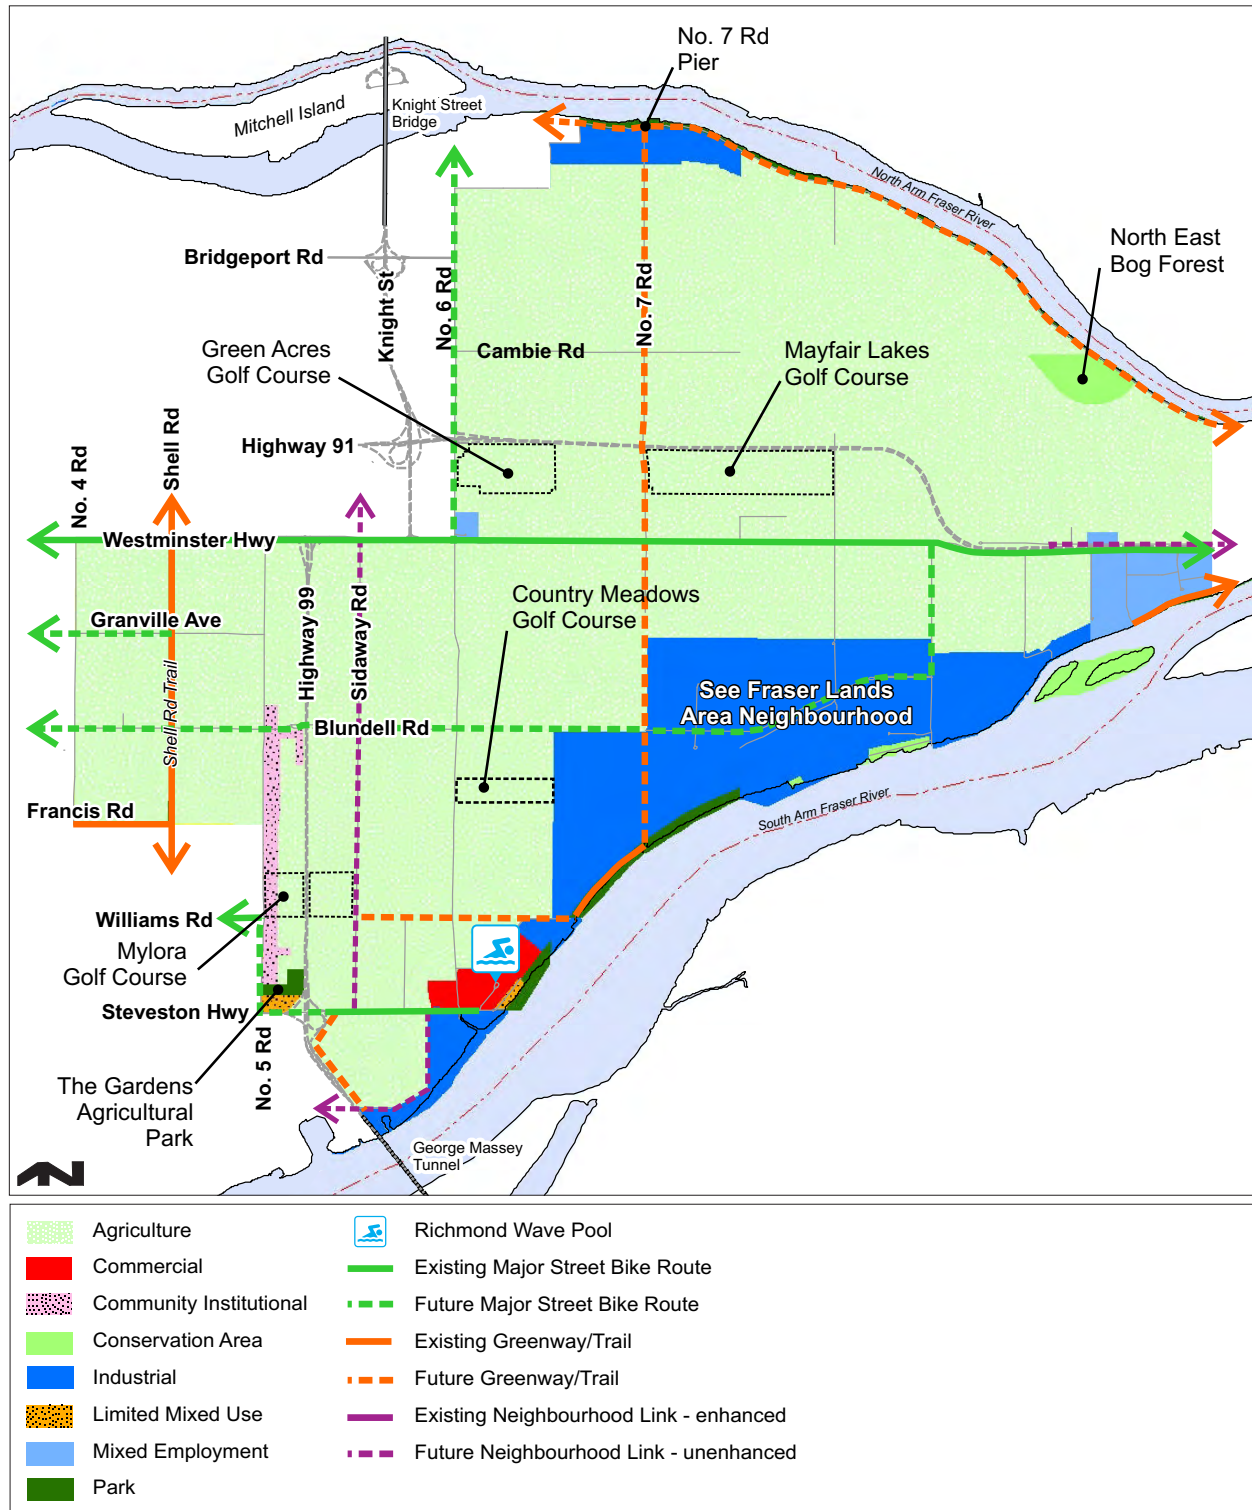 No. 7 Rd
Pier
Mitchell Island
Knight Street
Bridge
North Arm Fraser River
Bridgeport Rd
Knight St
No. 6 Rd
No. 7 Rd
North East
Bog Forest
Green Acres
Golf Course
Cambie Rd
Mayfair Lakes
Golf Course
Highway 91
No. 4 Rd
Shell Rd
Westminster Hwy
Granville Ave
Highway 99
Sidaway Rd
Country Meadows
Golf Course
Shell Rd Trail
Blundell Rd
See Fraser Lands
Area Neighbourhood
Francis Rd
South Arm Fraser River
Williams Rd
Mylora
Golf Course
Steveston Hwy
No. 5 Rd
The Gardens
Agricultural
Park
George Massey
Tunnel
N
Agriculture
Commercial
Community Institutional
Conservation Area
Industrial
Limited Mixed Use
Mixed Employment
Park
Richmond Wave Pool
Existing Major Street Bike Route
Future Major Street Bike Route
Existing Greenway/Trail
Future Greenway/Trail
Existing Neighbourhood Link - enhanced
Future Neighbourhood Link - unenhanced